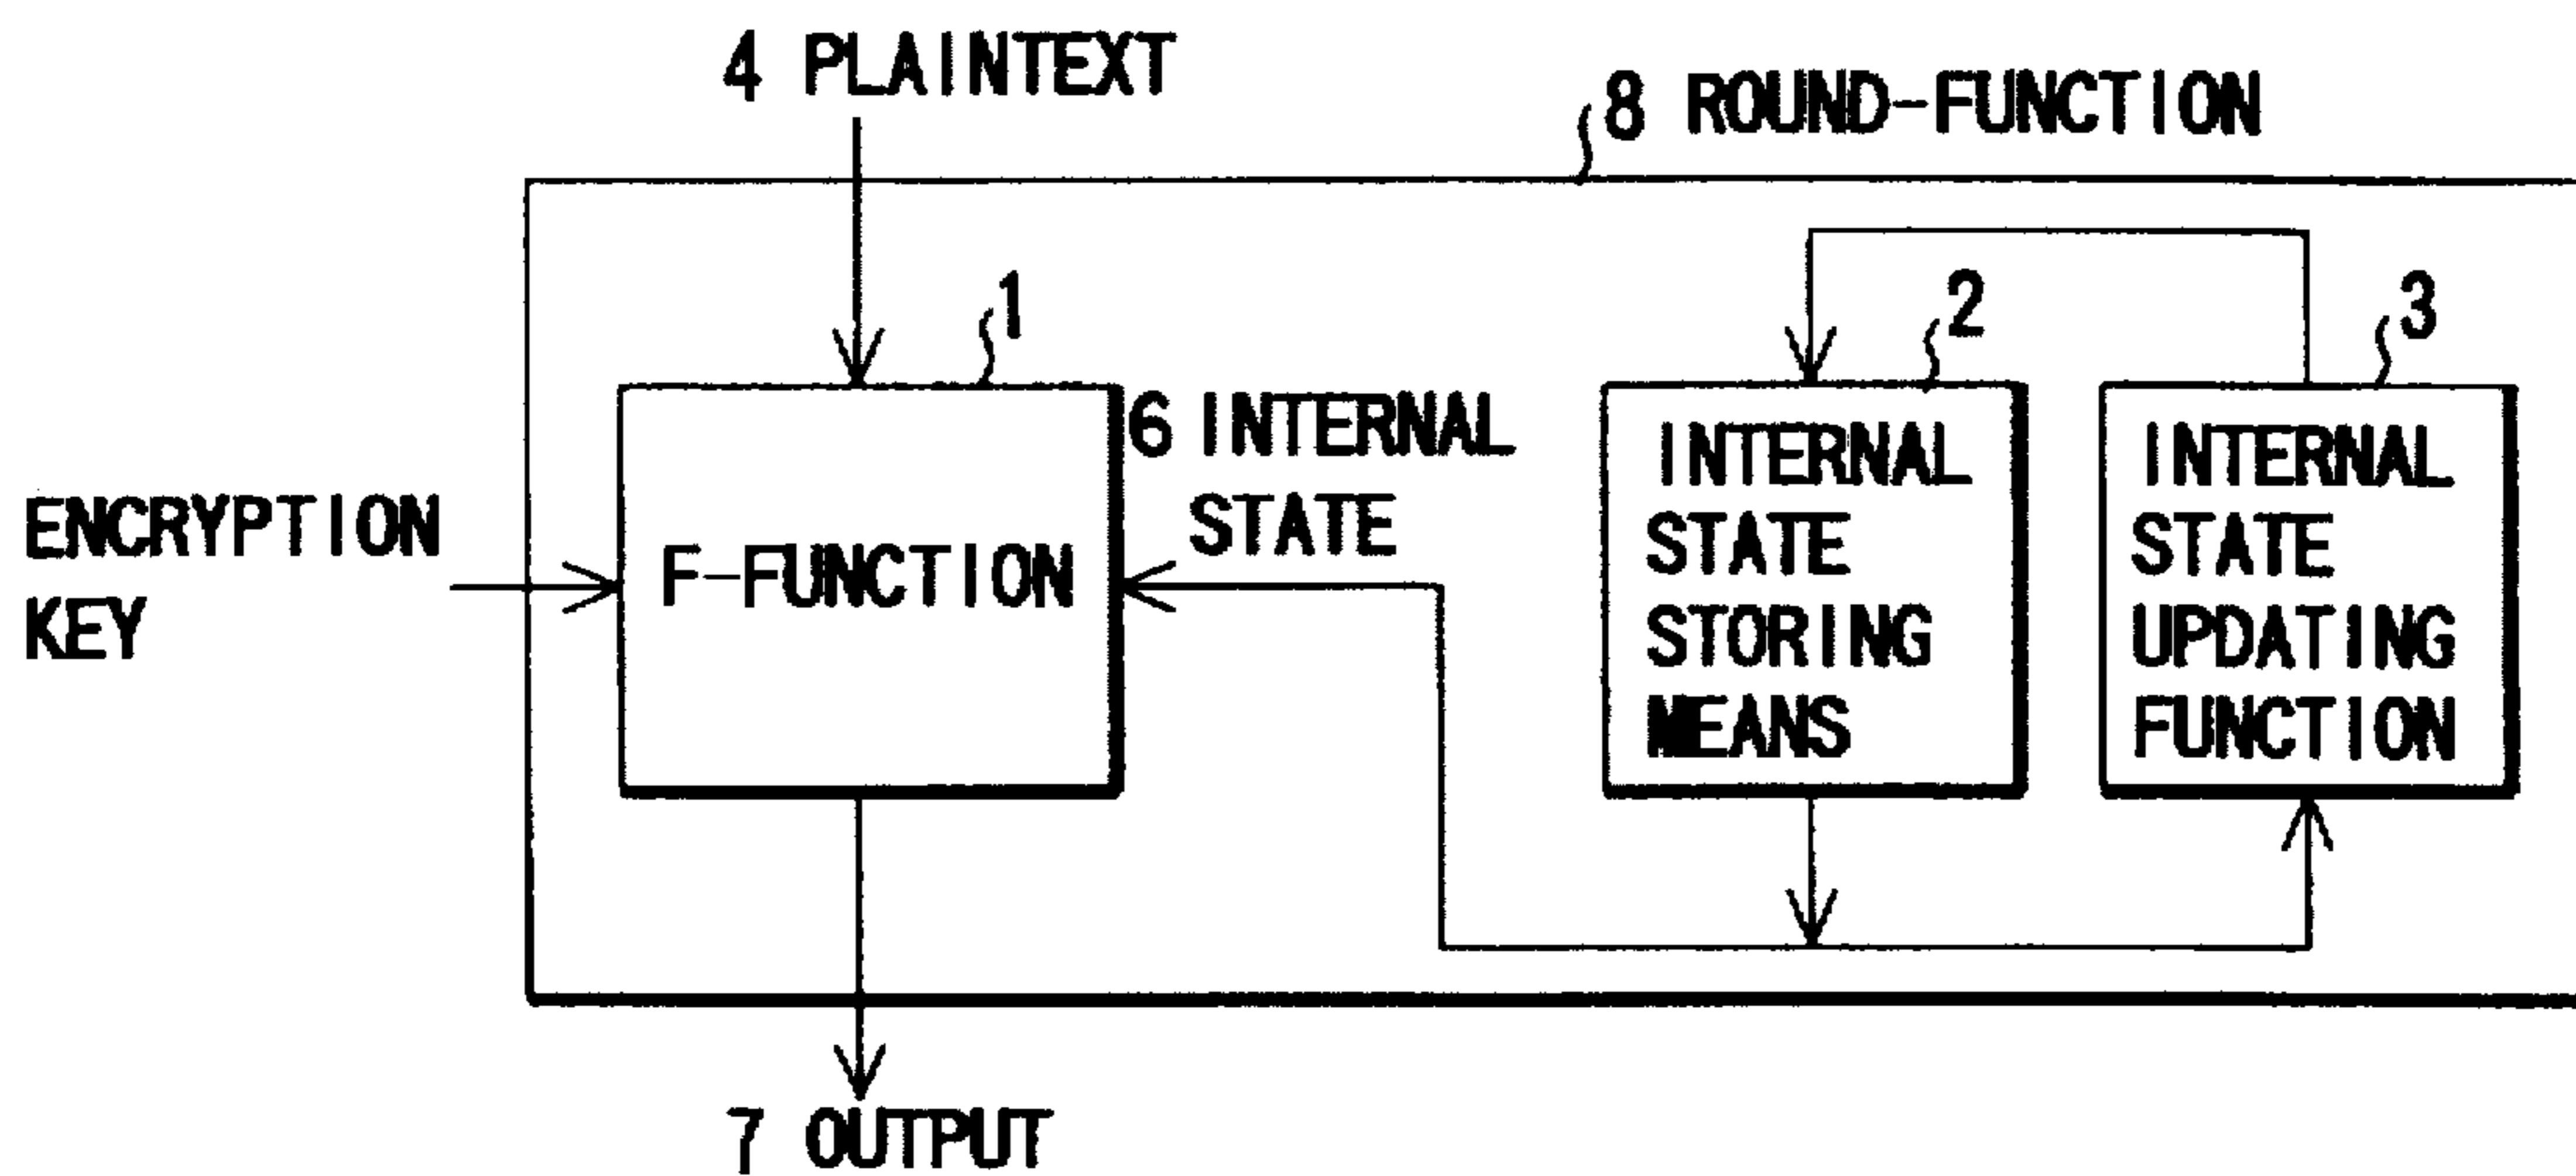 4 PLAINTEXT
8 ROUND-FUNCTION
1
2
3
6 INTERNAL
STATE
ENCRYPTION
KEY
F-FUNCTION
INTERNAL
STATE
STORING
MEANS
INTERNAL
STATE
UPDATING
FUNCTION
7 OUTPUT